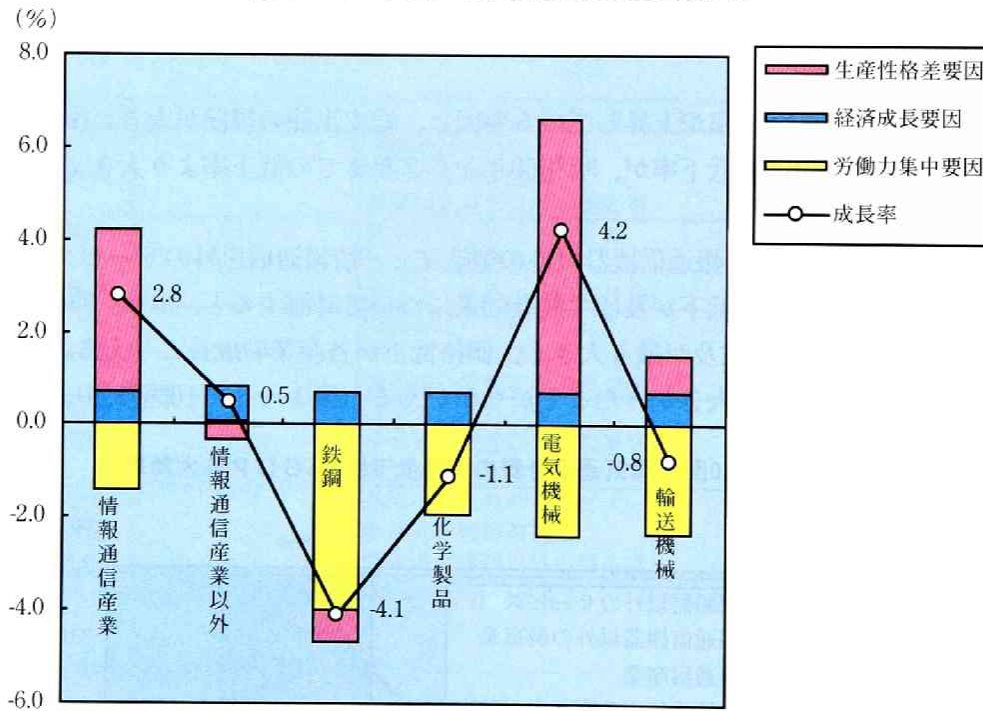 (%)
8.0
6.0
4.0
2.0
0.0
-2.0
-4.0
-6.0
2.8
0.5
-4.1
-1.1
4.2
-0.8
情報通信産業
情報通信産業以外
鉄鋼
化学製品
電気機械
輸送機械
生産性格差要因
経済成長要因
労働力集中要因
成長率